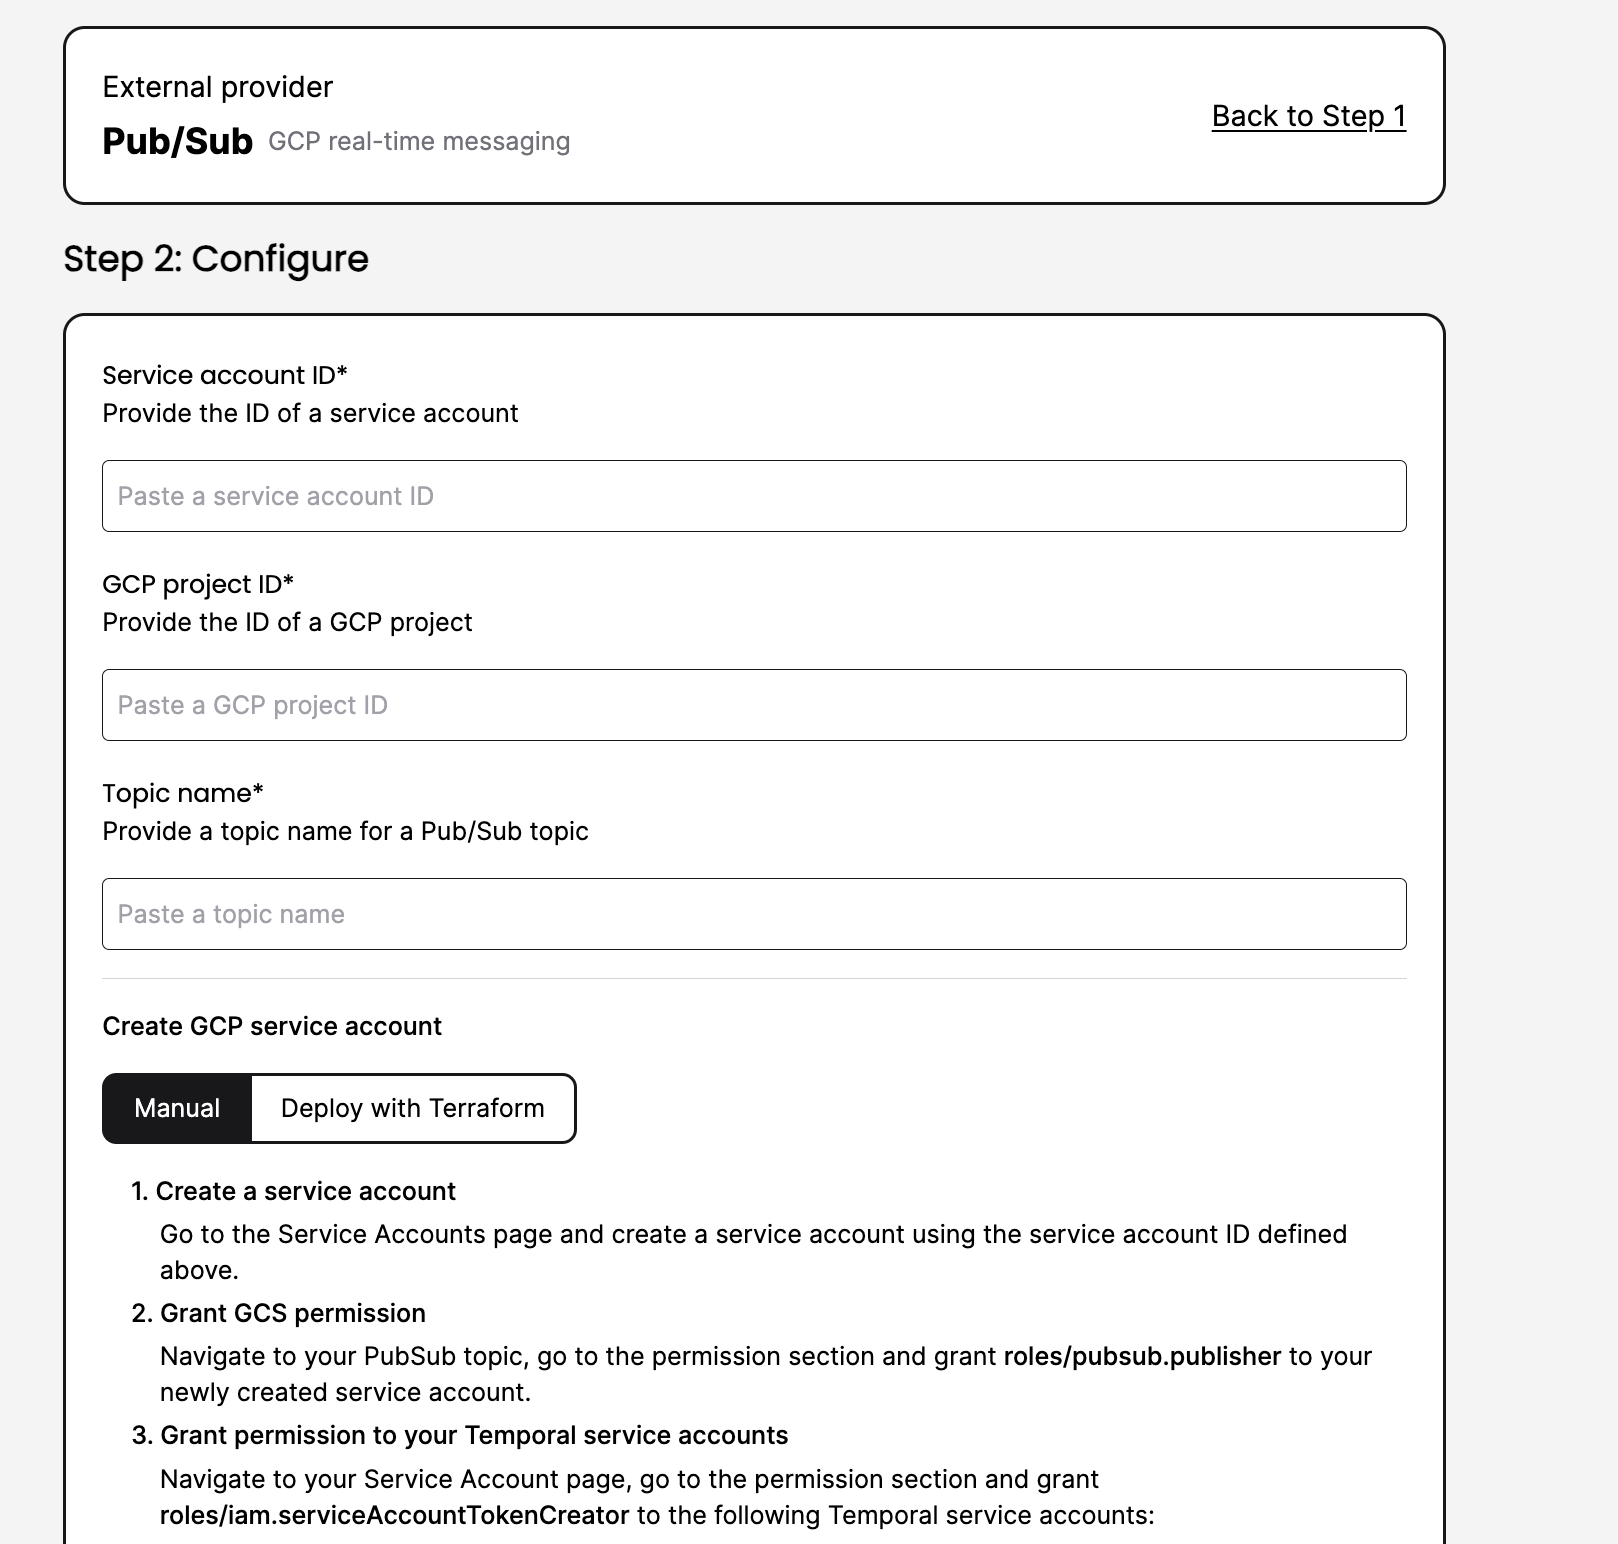 External provider
Pub/Sub GCP real-time messaging
Back to Step 1
Step 2: Configure
Service account ID*
Provide the ID of a service account
Paste a service account ID
GCP project ID*
Provide the ID of a GCP project
Paste a GCP project ID
Topic name*
Provide a topic name for a Pub/Sub topic
Paste a topic name
Create GCP service account
Manual Deploy with Terraform
1. Create a service account
Go to the Service Accounts page and create a service account using the service account ID defined
above.
2. Grant GCS permission
Navigate to your PubSub topic, go to the permission section and grant roles/pubsub.publisher to your
newly created service account.
3. Grant permission to your Temporal service accounts
Navigate to your Service Account page, go to the permission section and grant
roles/iam.serviceAccountTokenCreator to the following Temporal service accounts: